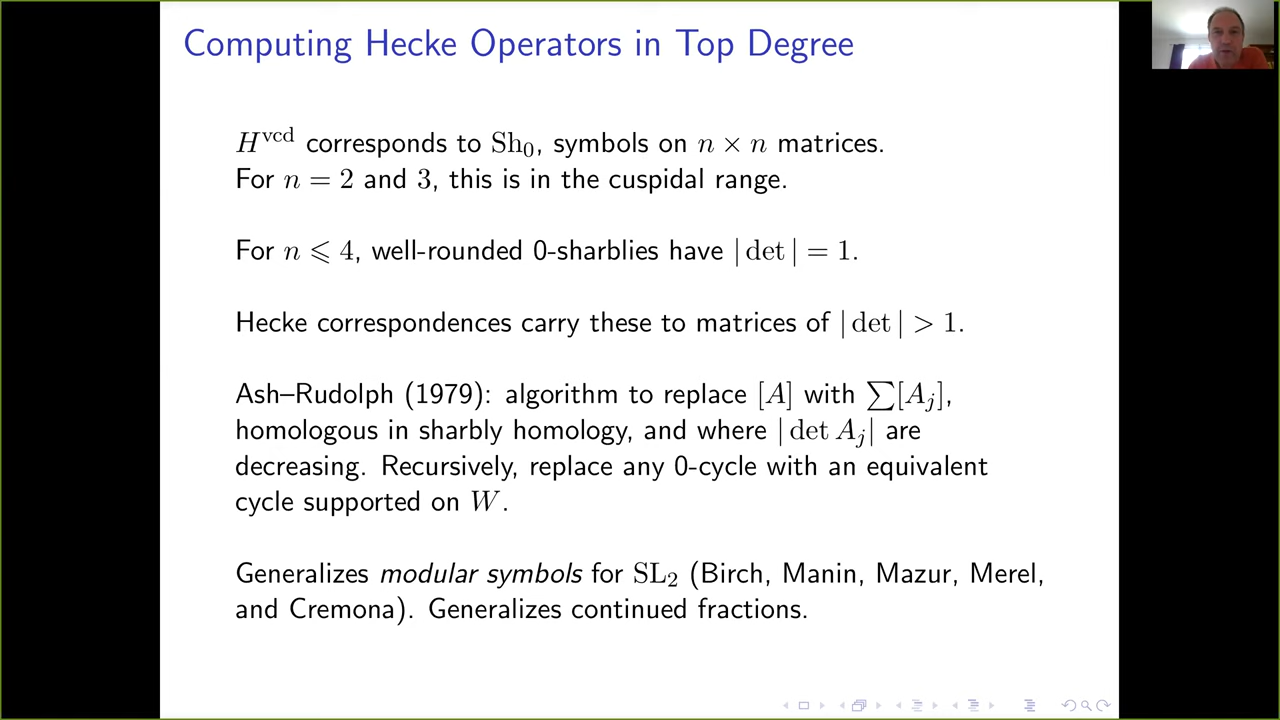 Computing Hecke Operators in Top Degree
H^vcd corresponds to Sh₀, symbols on n × n matrices.
For n = 2 and 3, this is in the cuspidal range.
For n ⩽ 4, well-rounded 0-sharblies have | det | = 1.
Hecke correspondences carry these to matrices of | det | > 1.
Ash–Rudolph (1979): algorithm to replace [A] with ∑[Aⱼ],
homologous in sharbly homology, and where | det Aⱼ| are
decreasing. Recursively, replace any 0-cycle with an equivalent
cycle supported on W.
Generalizes modular symbols for SL₂ (Birch, Manin, Mazur, Merel,
and Cremona). Generalizes continued fractions.